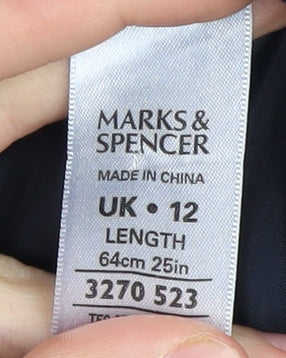 MARKS &
SPENCER
MADE IN CHINA
UK • 12
LENGTH
64cm 25in
3270 523